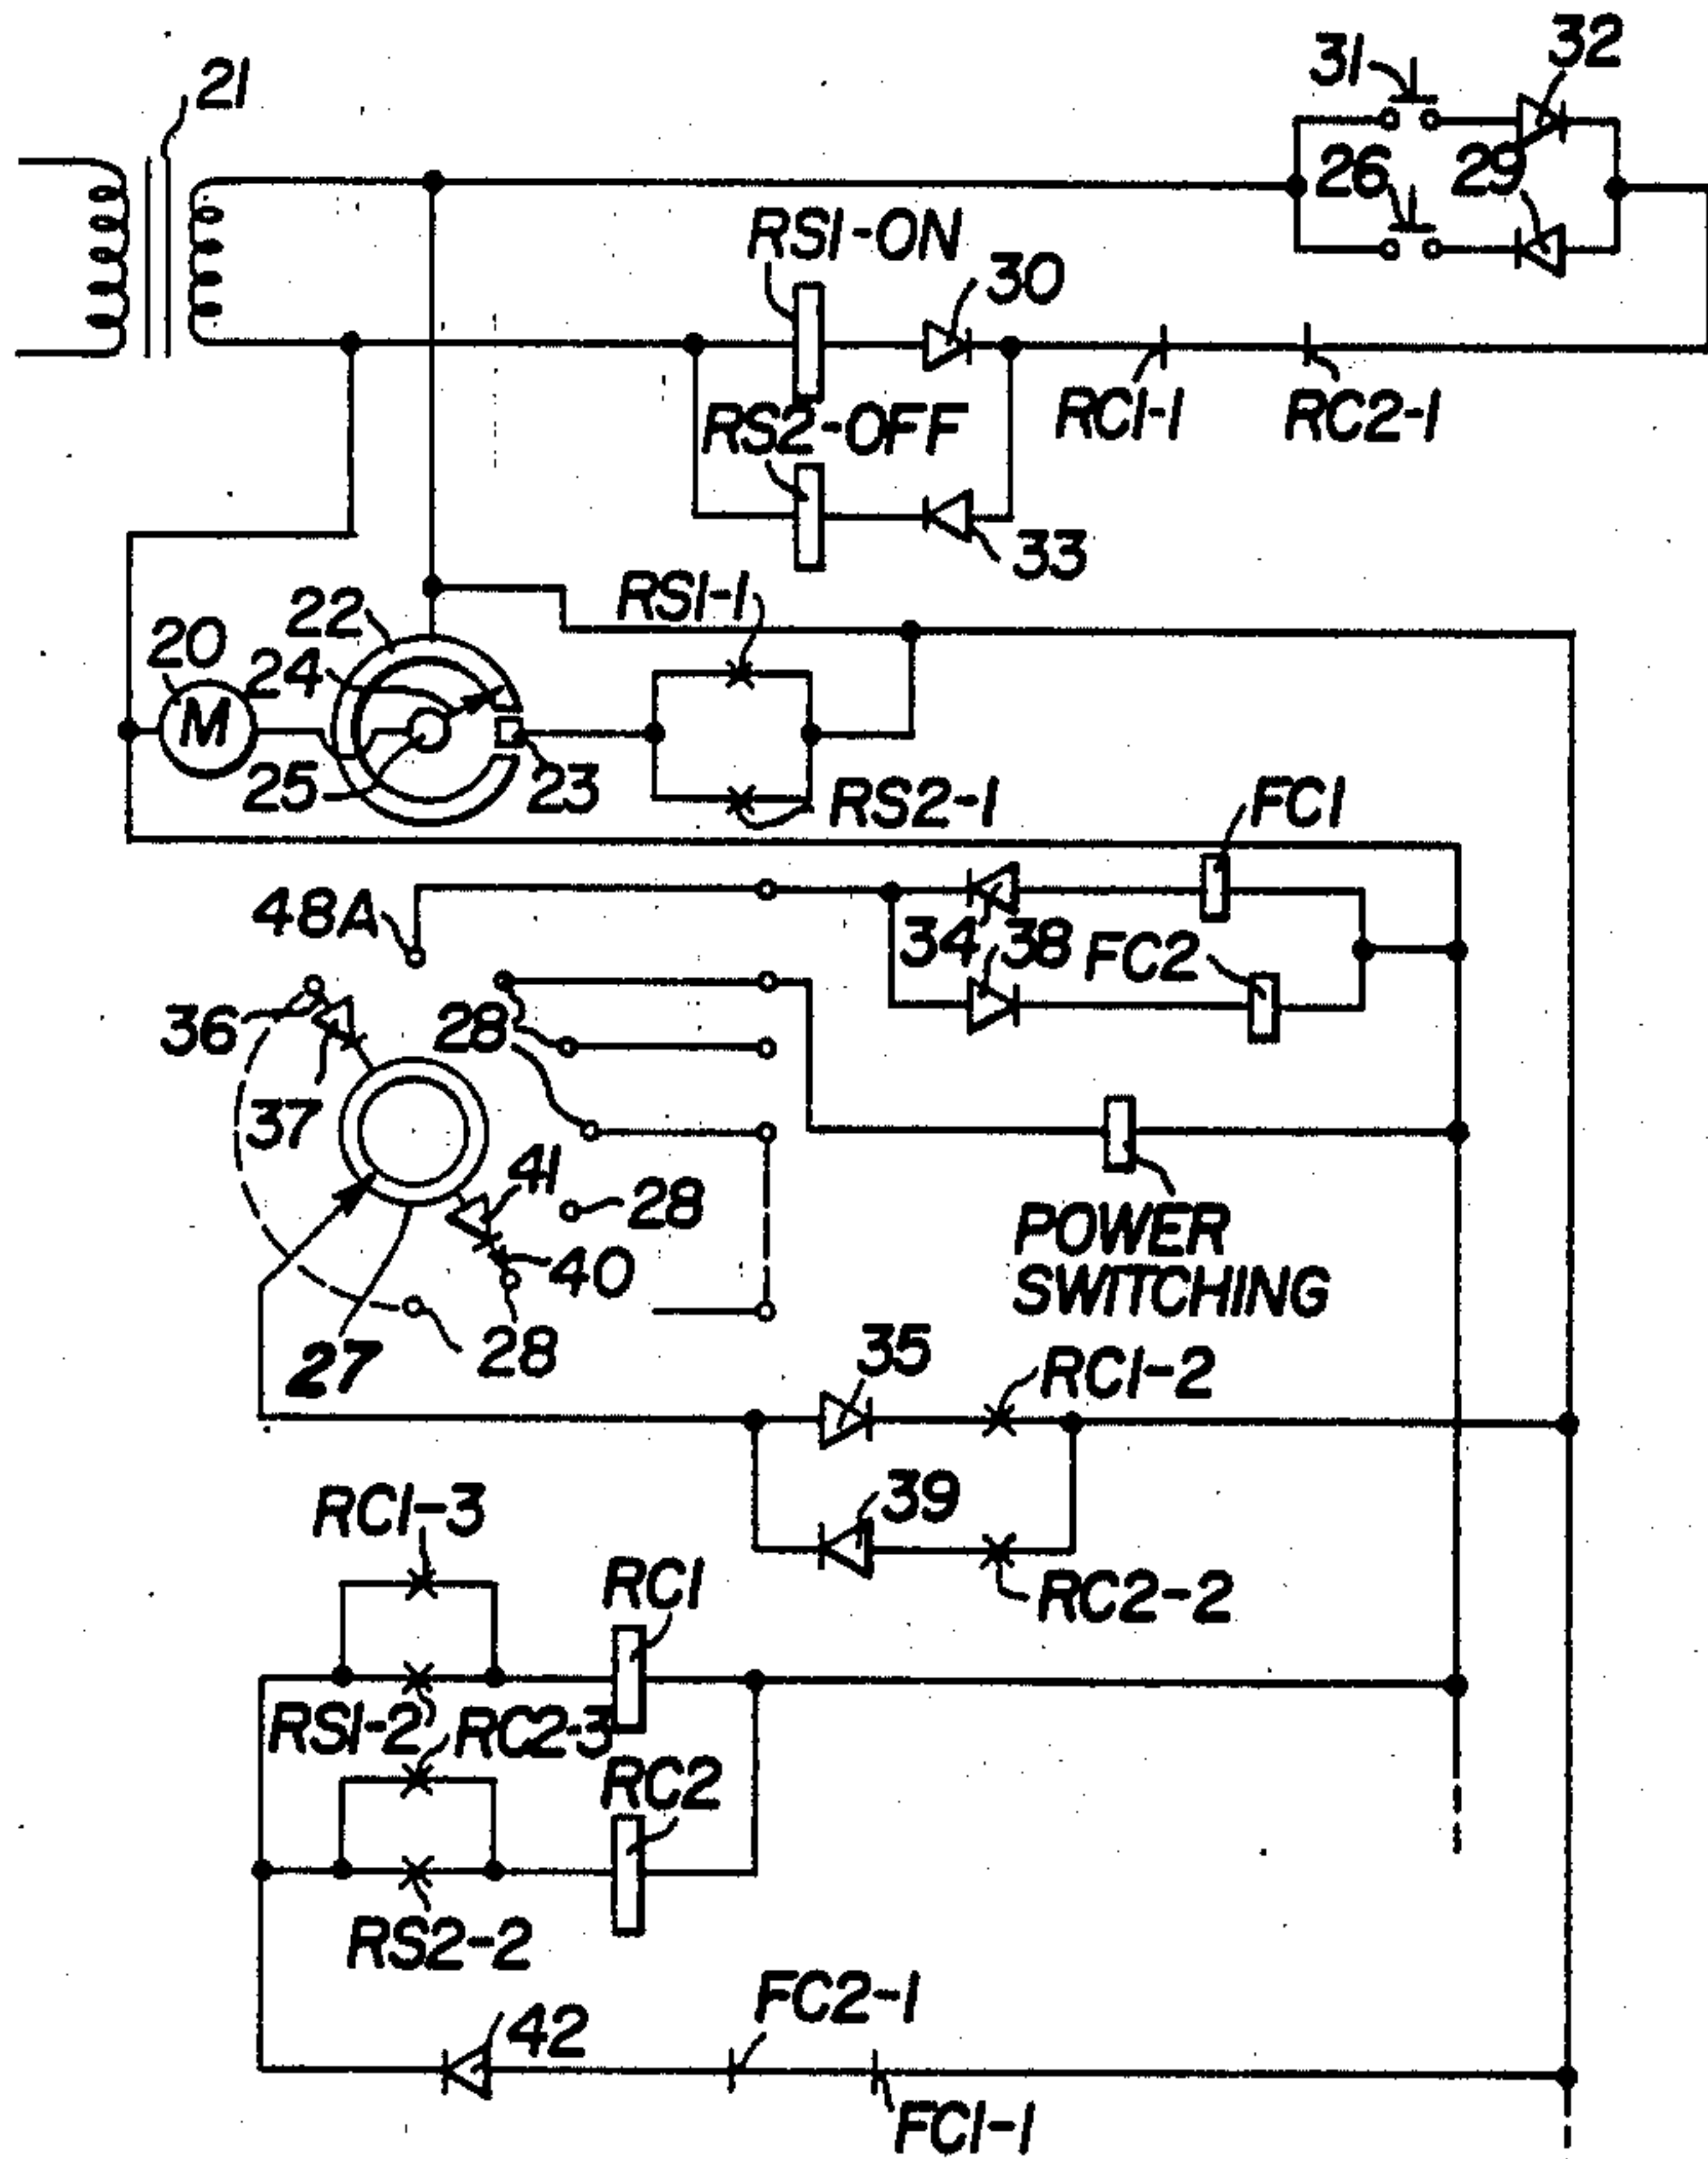 21
31
32
26
29
RS1-ON
30
RS2-OFF
RC1-1
RC2-1
33
RS1-1
22
20
24
M
25
23
RS2-1
FC1
48A
34
38
FC2
36
28
37
41
28
40
POWER
SWITCHING
28
27
35
RC1-2
39
RC1-3
RC1
RC2-2
RS1-2
RC2-3
RC2
RS2-2
FC2-1
42
FC1-1